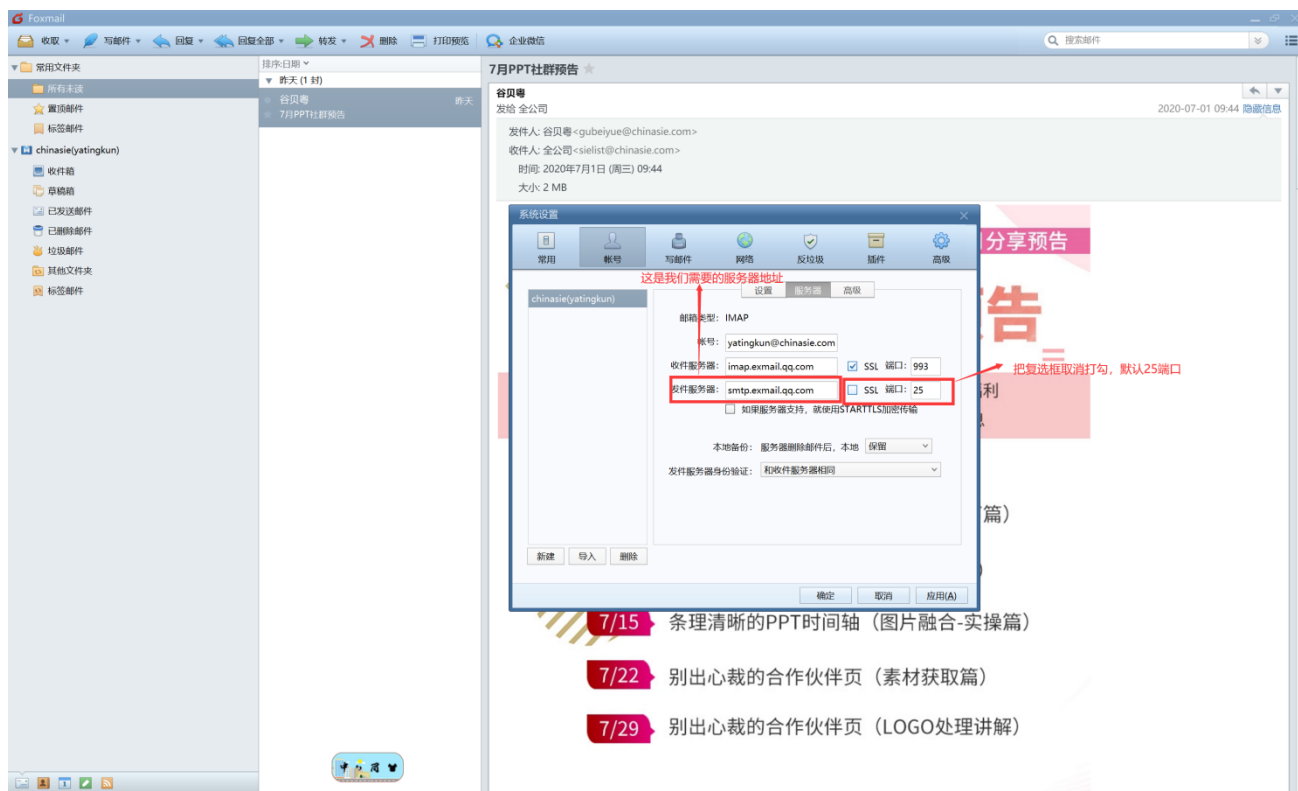 Foxmail
收取 写邮件 回复 回复全部 转发 删除 打印预览 企业微信 搜索邮件
常用文件夹
所有未读
置顶邮件
标签邮件
chinasie(yatingkun)
收件箱
草稿箱
已发送邮件
已删除邮件
垃圾邮件
其他文件夹
标签邮件
排序:日期
昨天 (1 封)
谷贝粤 昨天
7月PPT社群预告
7月PPT社群预告
谷贝粤
发给 全公司 2020-07-01 09:44 隐藏信息
发件人: 谷贝粤<gubeiyue@chinasie.com>
收件人: 全公司<sielist@chinasie.com>
时间: 2020年7月1日 (周三) 09:44
大小: 2 MB
分享预告
告
利
篇）
系统设置
常用 帐号 写邮件 网络 反垃圾 插件 高级
这是我们需要的服务器地址
chinasie(yatingkun)
设置 服务器 高级
邮箱类型: IMAP
帐号: yatingkun@chinasie.com
收件服务器: imap.exmail.qq.com SSL 端口: 993
发件服务器: smtp.exmail.qq.com SSL 端口: 25
把复选框取消打勾，默认25端口
如果服务器支持，就使用STARTTLS加密传输
本地备份: 服务器删除邮件后，本地 保留
发件服务器身份验证: 和收件服务器相同
新建 导入 删除
确定 取消 应用(A)
7/15 条理清晰的PPT时间轴（图片融合-实操篇）
7/22 别出心裁的合作伙伴页（素材获取篇）
7/29 别出心裁的合作伙伴页（LOGO处理讲解）
中